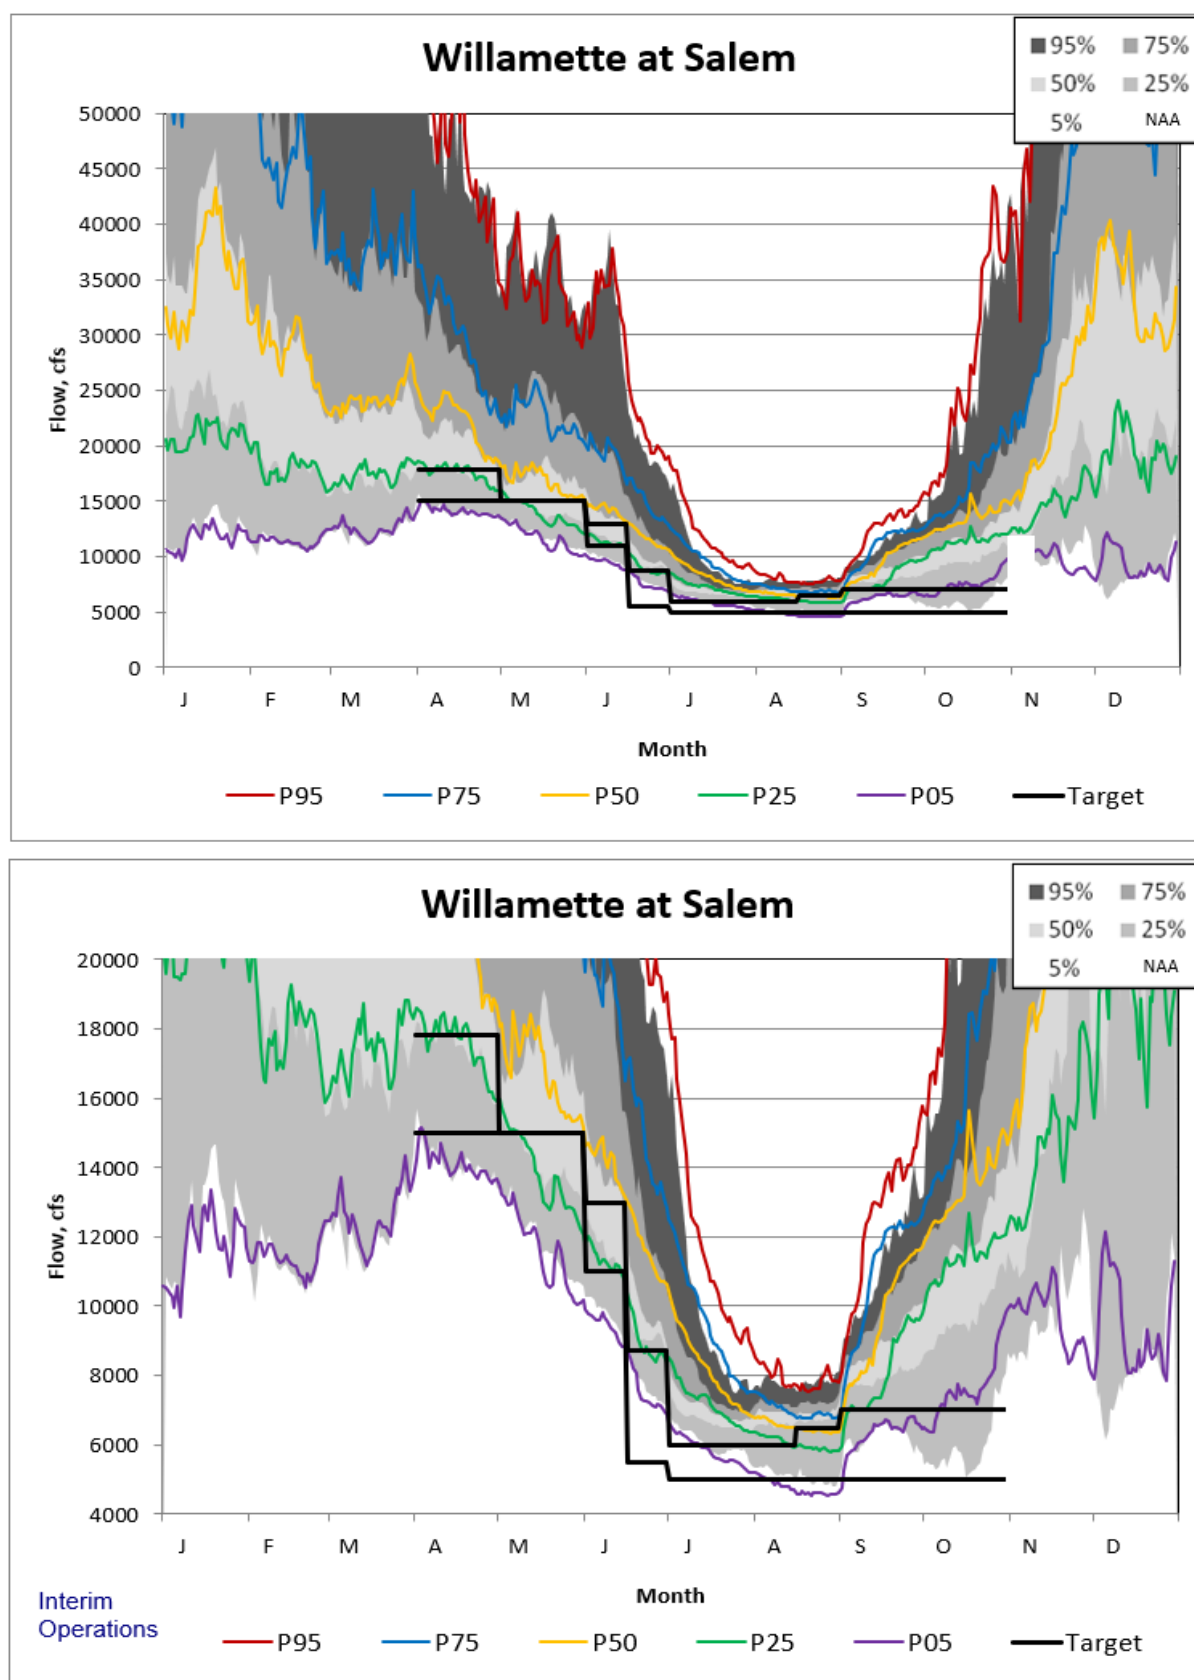 Willamette at Salem
95% 75%
50% 25%
5% NAA
50000
45000
40000
35000
30000
25000
20000
15000
10000
5000
0
Flow, cfs
J F M A M J J A S O N D
Month
P95 P75 P50 P25 P05 Target
Willamette at Salem
95% 75%
50% 25%
5% NAA
20000
18000
16000
14000
12000
10000
8000
6000
4000
Flow, cfs
J F M A M J J A S O N D
Month
Interim
Operations
P95 P75 P50 P25 P05 Target